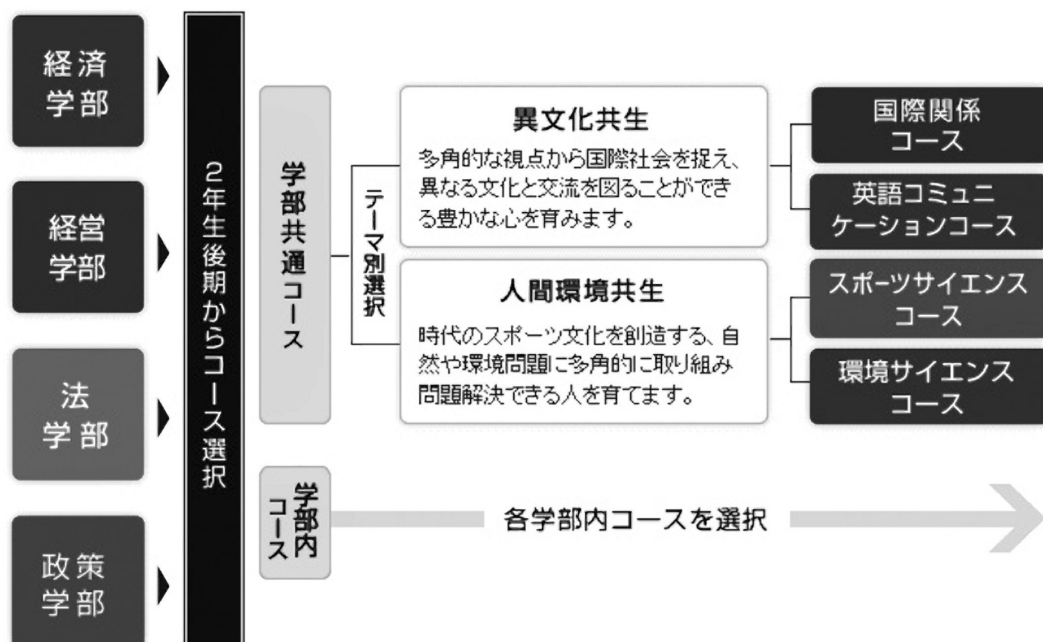 経済
学部
経営
学部
法
学部
政策
学部
2年生後期からコース選択
学部共通コース
テーマ別選択
異文化共生
多角的な視点から国際社会を捉え、
異なる文化と交流を図ることができ
る豊かな心を育みます。
国際関係
コース
英語コミュニ
ケーションコース
人間環境共生
時代のスポーツ文化を創造する、自
然や環境問題に多角的に取り組み
問題解決できる人を育てます。
スポーツサイエンス
コース
環境サイエンス
コース
学部内
コース
各学部内コースを選択